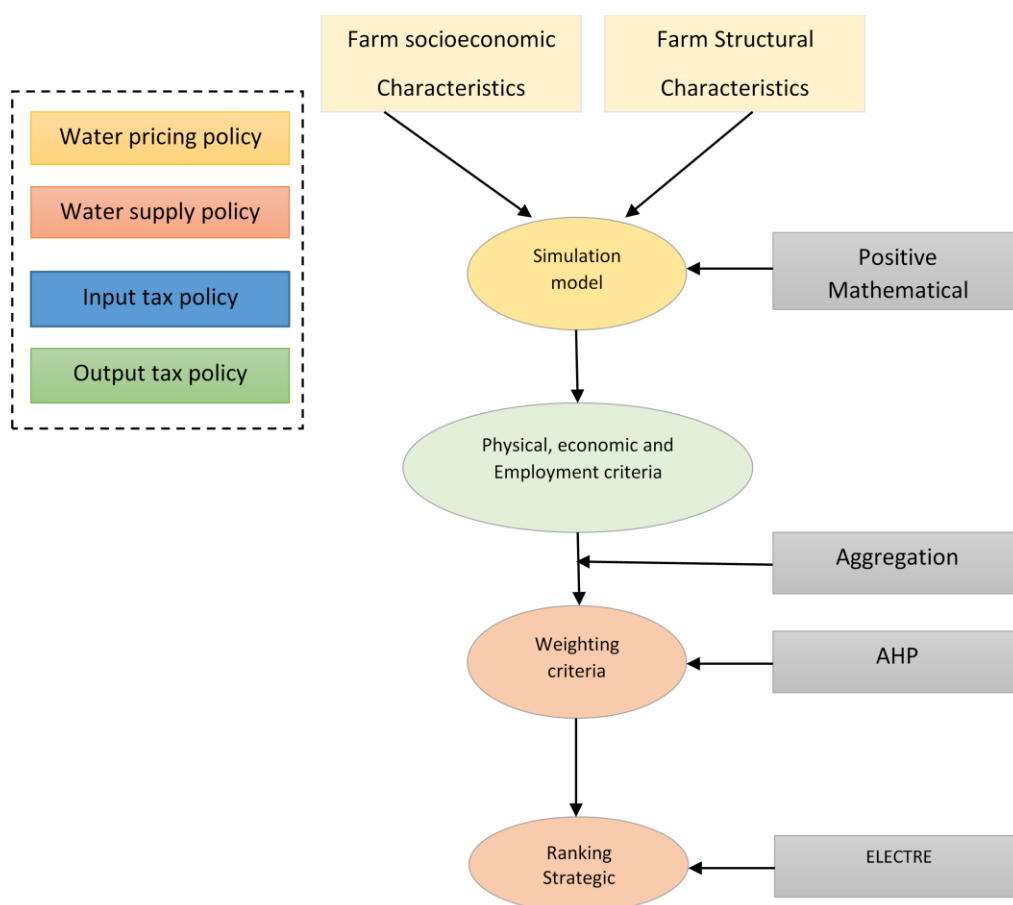 Farm socioeconomic
Characteristics
Farm Structural
Characteristics
Water pricing policy
Water supply policy
Input tax policy
Output tax policy
Simulation
model
Positive
Mathematical
Physical, economic and
Employment criteria
Aggregation
Weighting
criteria
AHP
Ranking
Strategic
ELECTRE